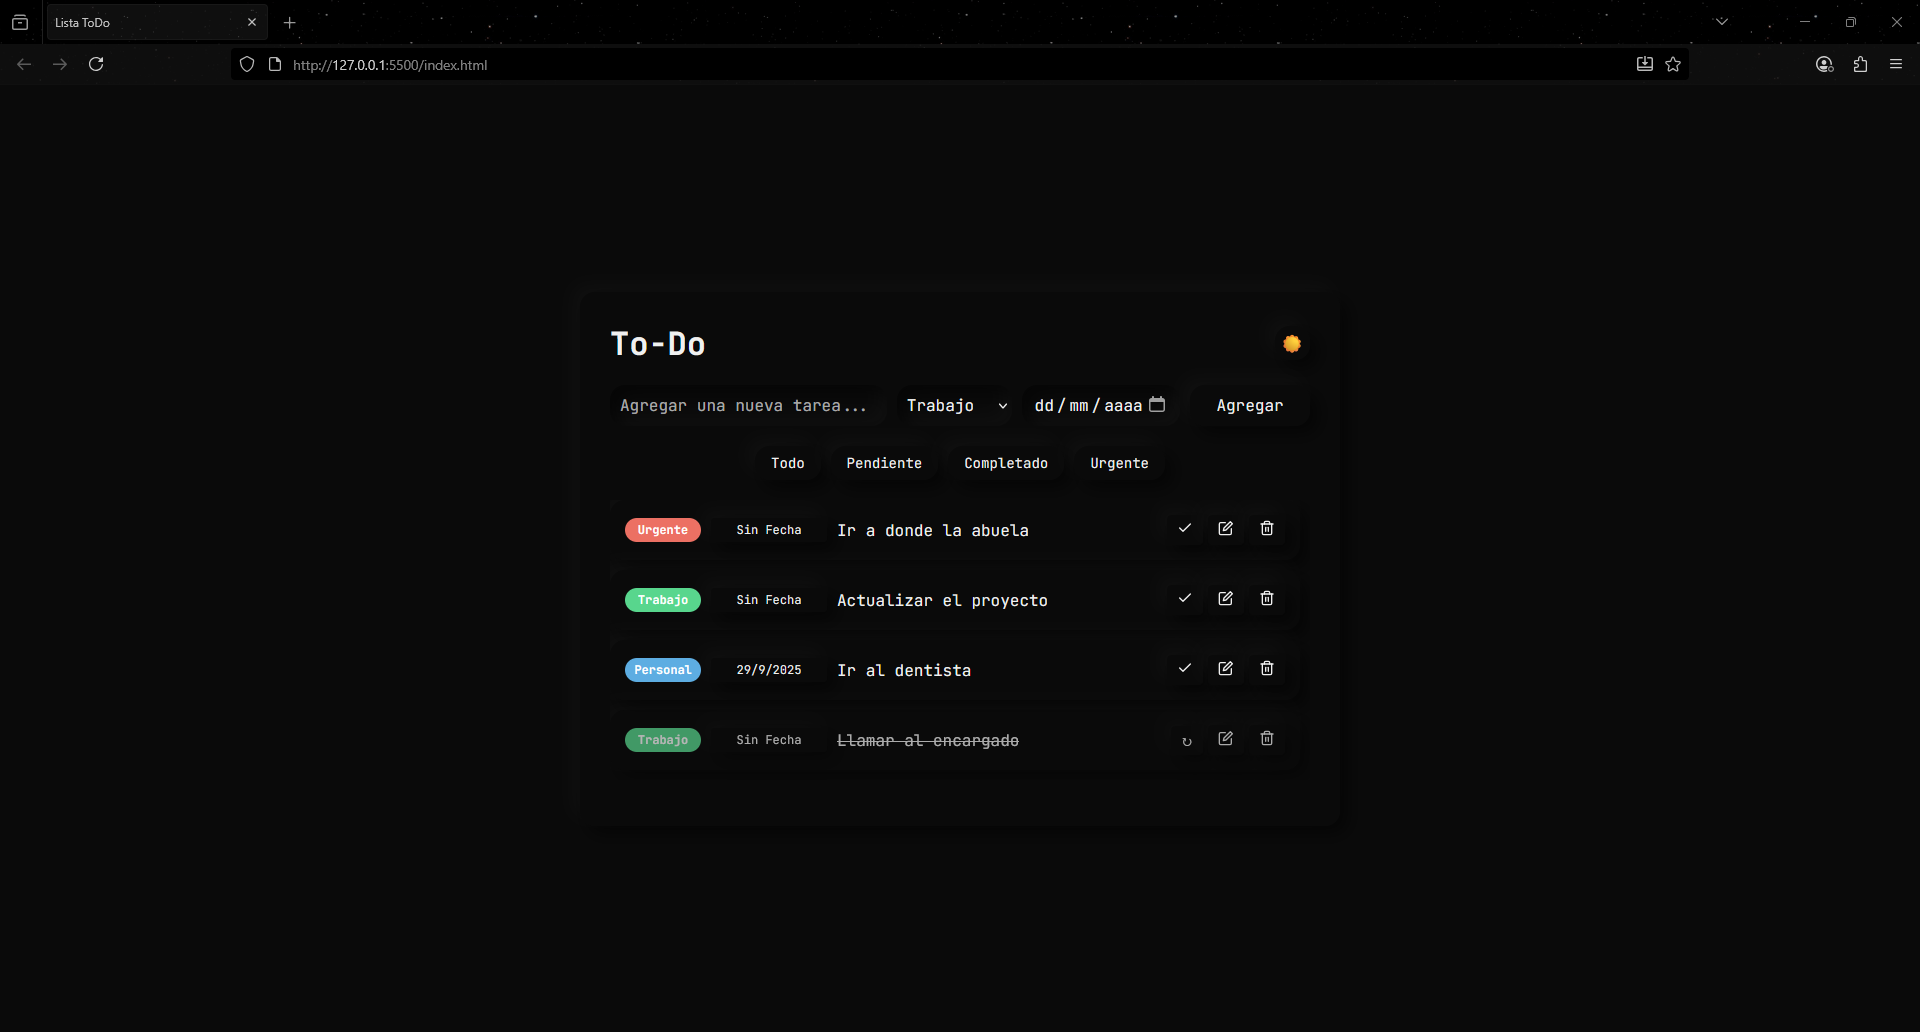 Lista ToDo
http://127.0.0.1:5500/index.html
To-Do
Agregar una nueva tarea... Trabajo dd/mm/aaaa Agregar
Todo Pendiente Completado Urgente
Urgente Sin Fecha Ir a donde la abuela
Trabajo Sin Fecha Actualizar el proyecto
Personal 29/9/2025 Ir al dentista
Trabajo Sin Fecha Llamar al encargado